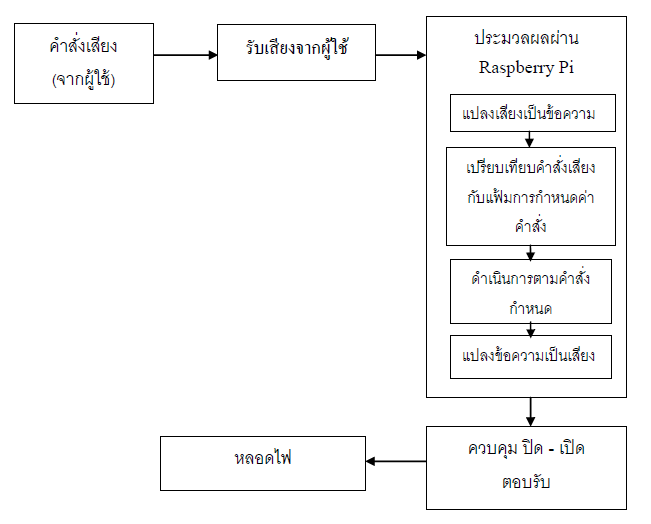 คำสั่งเสียง
(จากผู้ใช้)
รับเสียงจากผู้ใช้
ประมวลผลผ่าน
Raspberry Pi
แปลงเสียงเป็นข้อความ
เปรียบเทียบคำสั่งเสียง
กับแฟ้มการกำหนดค่า
คำสั่ง
ดำเนินการตามคำสั่ง
กำหนด
แปลงข้อความเป็นเสียง
ควบคุม ปิด - เปิด
ตอบรับ
หลอดไฟ